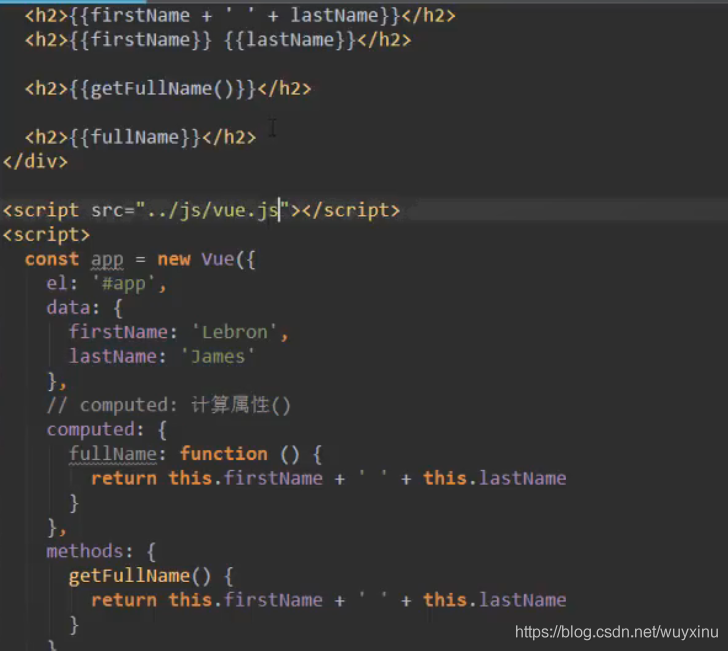 <h2>{{firstName + ' ' + lastName}}</h2>
<h2>{{firstName}} {{lastName}}</h2>
<h2>{{getFullName()}}</h2>
<h2>{{fullName}}</h2>
</div>
<script src="../js/vue.js"></script>
<script>
const app = new Vue({
el: '#app',
data: {
firstName: 'Lebron',
lastName: 'James'
},
// computed: 计算属性()
computed: {
fullName: function () {
return this.firstName + ' ' + this.lastName
}
},
methods: {
getFullName() {
return this.firstName + ' ' + this.lastName
}
}
https://blog.csdn.net/wuyxinu